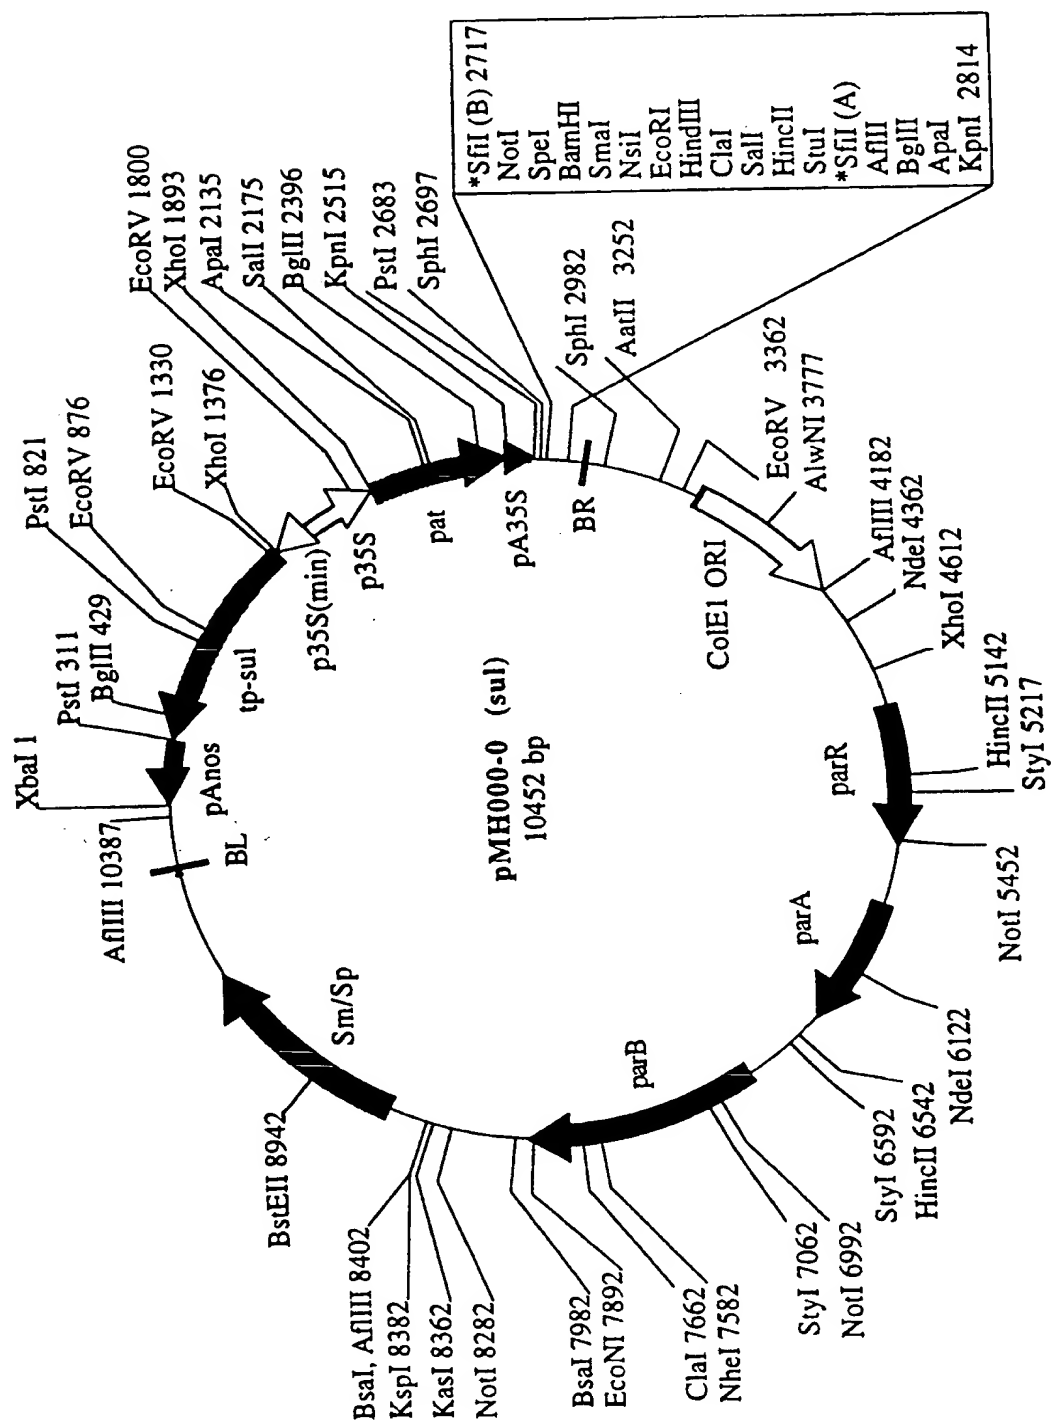 XbaI 1
PstI 311
BglII 429
PstI 821
EcoRV 876
EcoRV 1330
XhoI 1376
EcoRV 1800
XhoI 1893
ApaI 2135
SalI 2175
BglII 2396
KpnI 2515
PstI 2683
SphI 2697
*SfiI (B) 2717
NotI
SpeI
BamHI
SmaI
NsiI
EcoRI
HindIII
ClaI
SalI
HincII
StuI
*SfiI (A)
AflII
BglII
ApaI
KpnI 2814
SphI 2982
AatII 3252
EcoRV 3362
AlwNI 3777
AflIII 4182
NdeI 4362
XhoI 4612
HincII 5142
StyI 5217
NotI 5452
NdeI 6122
HincII 6542
StyI 6592
NotI 6992
StyI 7062
NheI 7582
ClaI 7662
EcoNI 7892
BsaI 7982
NotI 8282
KasI 8362
KspI 8382
BsaI, AflIII 8402
BstEII 8942
AflIII 10387
BL
pAnos
tp-sul
p35S(min)
p35S
pat
pA35S
BR
ColE1 ORI
parR
parA
parB
Sm/Sp
pMH000-0 (sul)
10452 bp